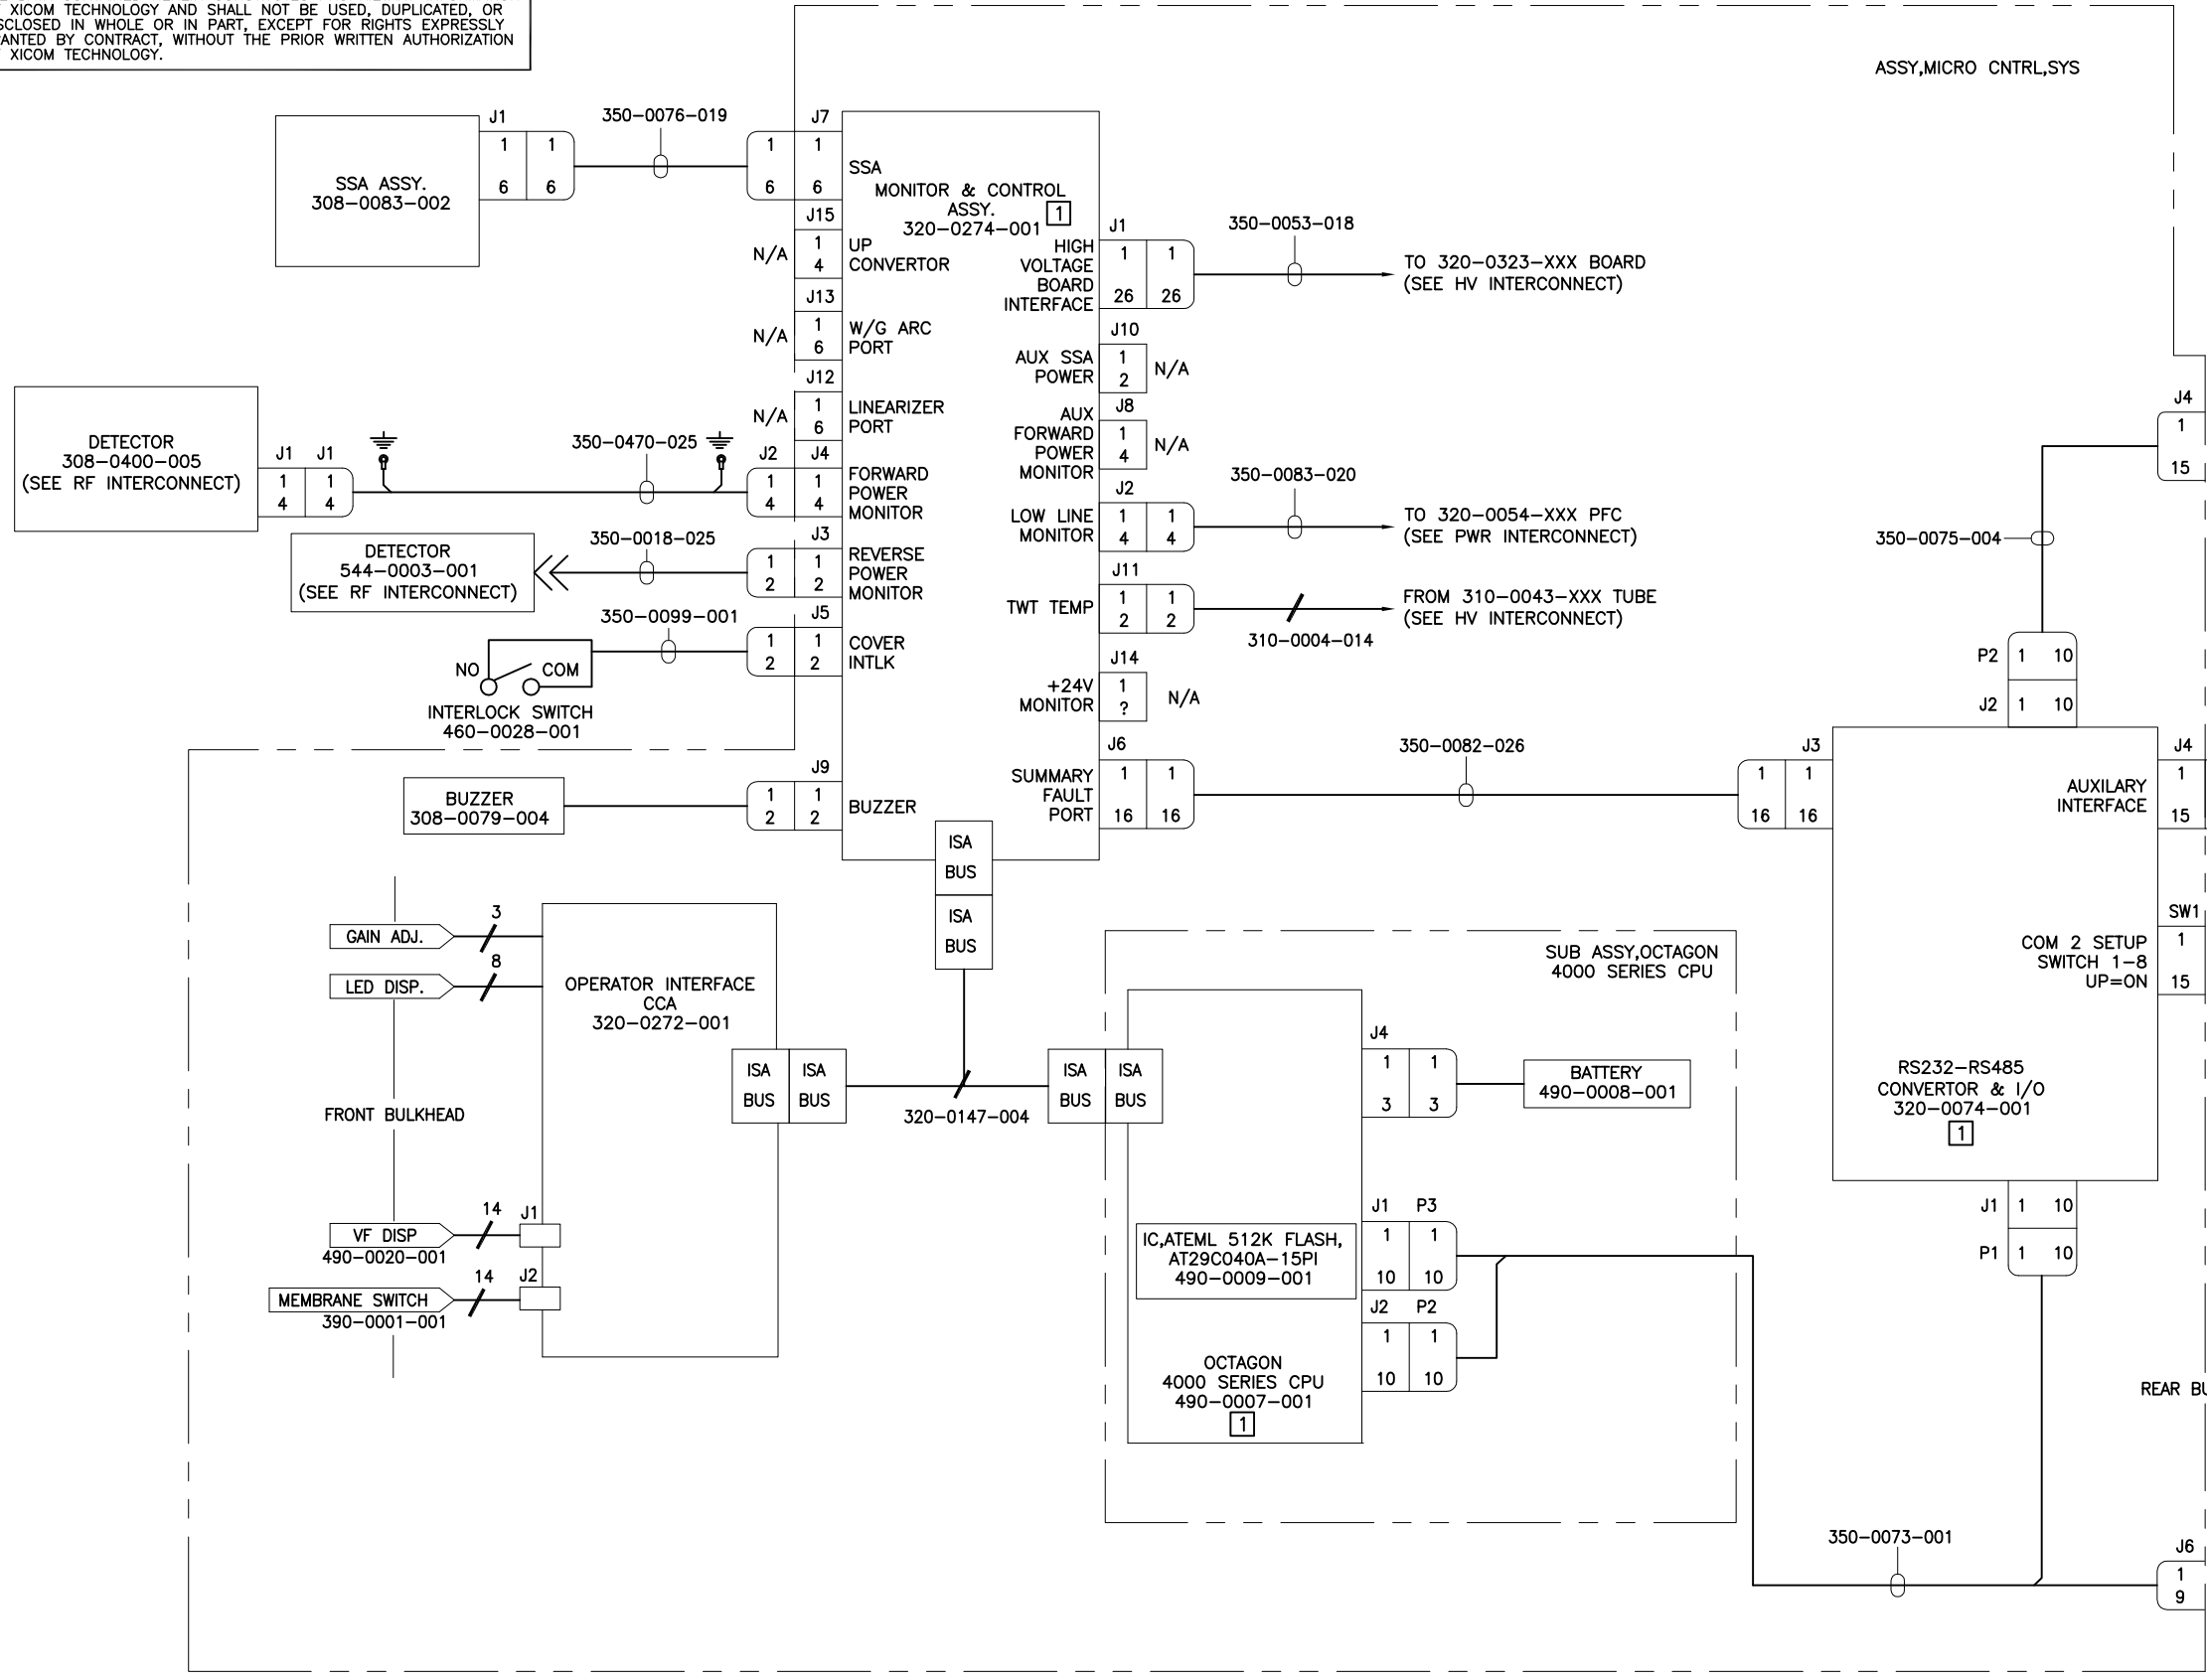 XICOM TECHNOLOGY AND SHALL NOT BE USED, DUPLICATED, OR
SCLOSED IN WHOLE OR IN PART, EXCEPT FOR RIGHTS EXPRESSLY
ANTED BY CONTRACT, WITHOUT THE PRIOR WRITTEN AUTHORIZATION
XICOM TECHNOLOGY.
ASSY,MICRO CNTRL,SYS
SSA ASSY.
308-0083-002
J1
1 1
6 6
350-0076-019
J7
1 1
6 6
SSA
MONITOR & CONTROL
ASSY.
320-0274-001
1
J15
N/A
1
4
UP
CONVERTOR
J13
N/A
1
6
W/G ARC
PORT
J12
N/A
1
6
LINEARIZER
PORT
DETECTOR
308-0400-005
(SEE RF INTERCONNECT)
J1 J1
1 1
4 4
350-0470-025
J2 J4
1 1
4 4
FORWARD
POWER
MONITOR
DETECTOR
544-0003-001
(SEE RF INTERCONNECT)
350-0018-025
J3
1 1
2 2
REVERSE
POWER
MONITOR
350-0099-001
J5
1 1
2 2
COVER
INTLK
NO COM
INTERLOCK SWITCH
460-0028-001
BUZZER
308-0079-004
J9
1 1
2 2
BUZZER
J1
HIGH
VOLTAGE
BOARD
INTERFACE
1 1
26 26
350-0053-018
TO 320-0323-XXX BOARD
(SEE HV INTERCONNECT)
J10
AUX SSA
POWER
1
2
N/A
J8
AUX
FORWARD
POWER
MONITOR
1
4
N/A
J2
LOW LINE
MONITOR
1 1
4 4
350-0083-020
TO 320-0054-XXX PFC
(SEE PWR INTERCONNECT)
J11
TWT TEMP
1 1
2 2
310-0004-014
FROM 310-0043-XXX TUBE
(SEE HV INTERCONNECT)
J14
+24V
MONITOR
1
?
N/A
J6
SUMMARY
FAULT
PORT
1 1
16 16
350-0082-026
J3
1 1
16 16
J4
1
15
350-0075-004
P2 1 10
J2 1 10
J4
AUXILARY
INTERFACE
1
15
SW1
COM 2 SETUP
SWITCH 1-8
UP=ON
1
15
RS232-RS485
CONVERTOR & I/O
320-0074-001
1
J1 1 10
P1 1 10
ISA
BUS
ISA
BUS
GAIN ADJ.
3
LED DISP.
8
FRONT BULKHEAD
VF DISP
490-0020-001
14
J1
MEMBRANE SWITCH
390-0001-001
14
J2
OPERATOR INTERFACE
CCA
320-0272-001
ISA ISA
BUS BUS
320-0147-004
ISA ISA
BUS BUS
SUB ASSY,OCTAGON
4000 SERIES CPU
J4
1 1
3 3
BATTERY
490-0008-001
IC,ATEML 512K FLASH,
AT29C040A-15PI
490-0009-001
J1 P3
1 1
10 10
J2 P2
1 1
10 10
OCTAGON
4000 SERIES CPU
490-0007-001
1
REAR BU
350-0073-001
J6
1
9